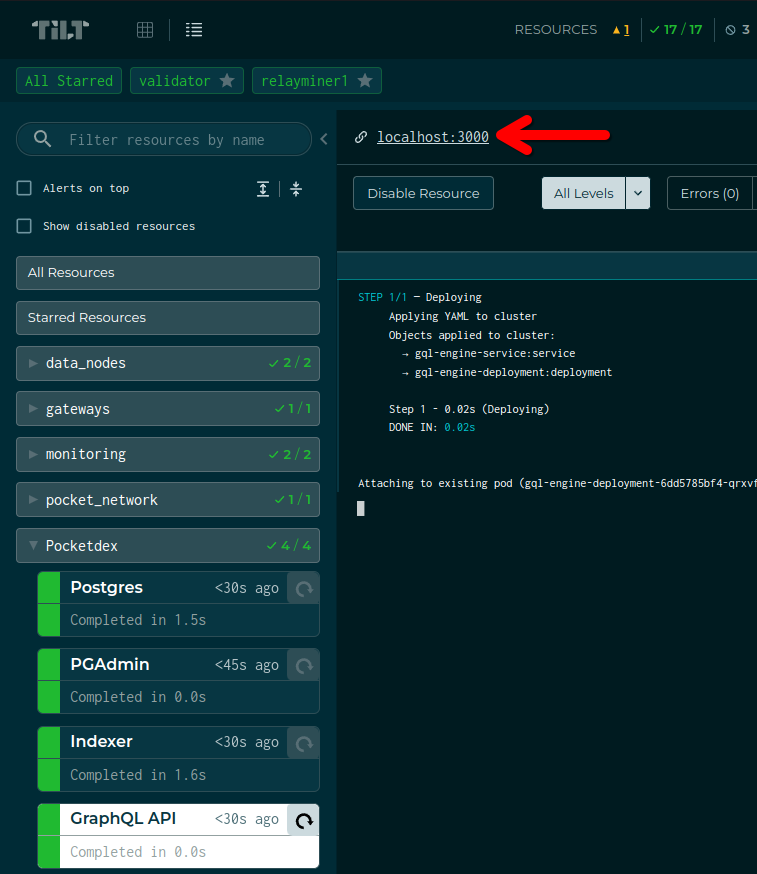 TILT
RESOURCES ▲ 1 ✓ 17 / 17 3
All Starred validator ★ relayminer1 ★
Filter resources by name
localhost:3000
Alerts on top
Disable Resource All Levels Errors (0)
Show disabled resources
All Resources
Starred Resources
data_nodes ✓ 2 / 2
gateways ✓ 1 / 1
monitoring ✓ 2 / 2
pocket_network ✓ 1 / 1
Pocketdex ✓ 4 / 4
Postgres <30s ago
Completed in 1.5s
PGAdmin <45s ago
Completed in 0.0s
Indexer <30s ago
Completed in 1.6s
GraphQL API <30s ago
Completed in 0.0s
STEP 1/1 — Deploying
Applying YAML to cluster
Objects applied to cluster:
→ gql-engine-service:service
→ gql-engine-deployment:deployment
Step 1 - 0.02s (Deploying)
DONE IN: 0.02s
Attaching to existing pod (gql-engine-deployment-6dd5785bf4-qrxvf